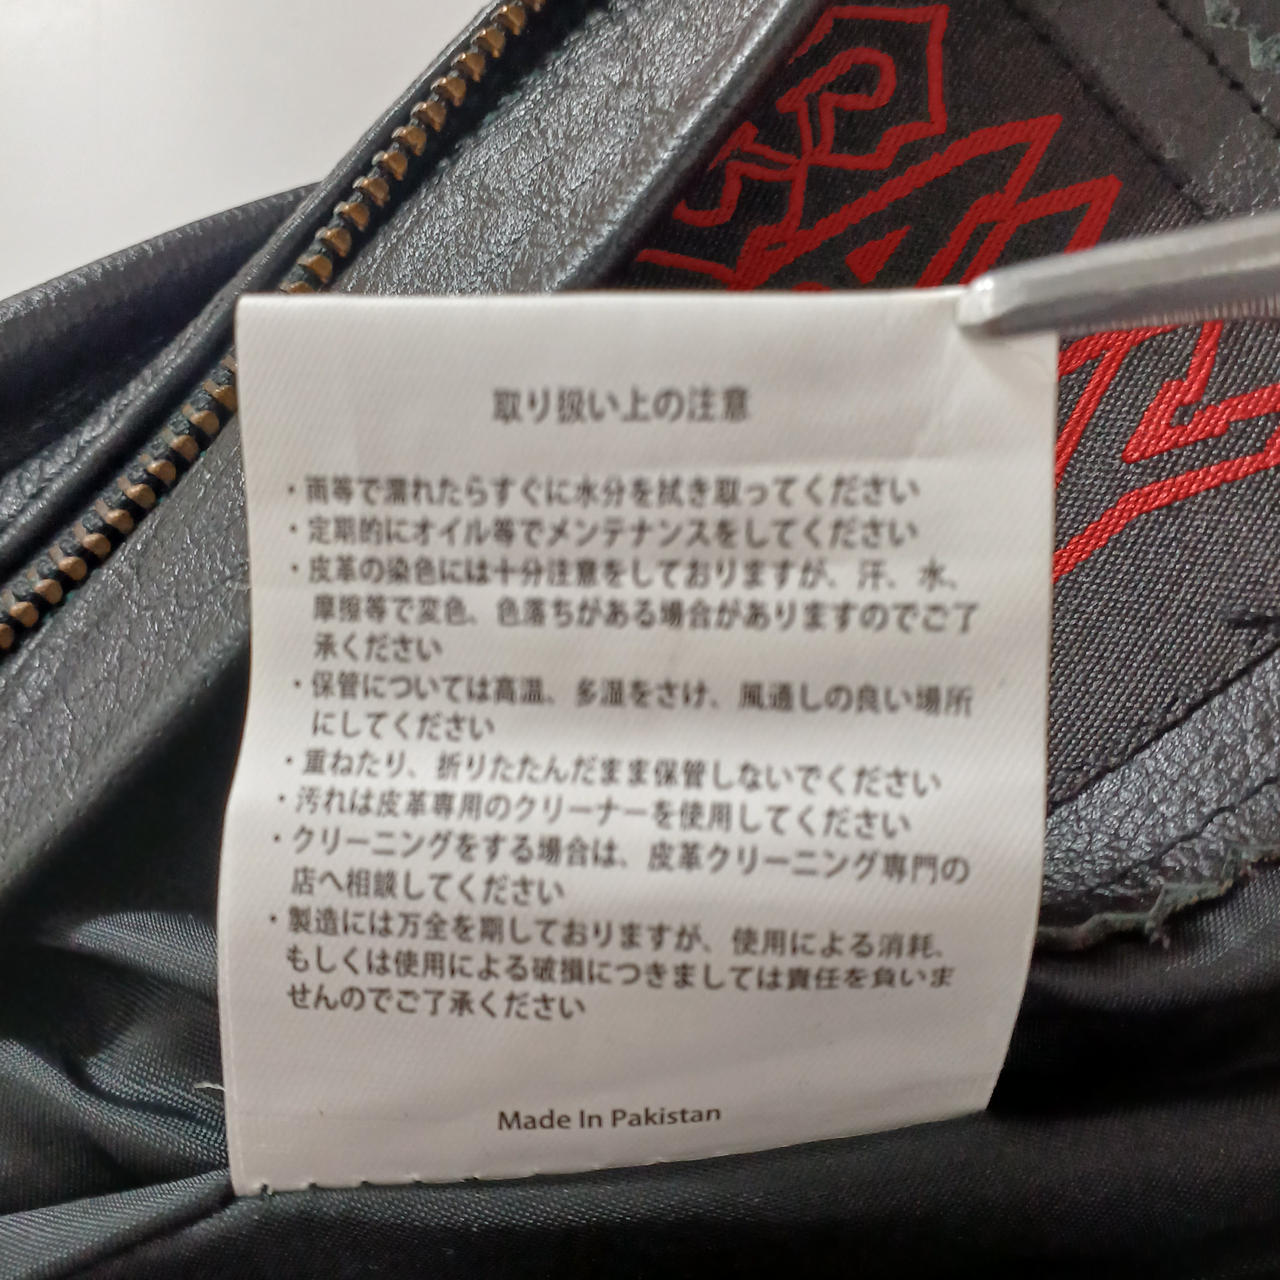 取り扱い上の注意
・雨等で濡れたらすぐに水分を拭き取ってください
・定期的にオイル等でメンテナンスをしてください
・皮革の染色には十分注意をしておりますが、汗、水、
摩擦等で変色、色落ちがある場合がありますのでご了
承ください
・保管については高温、多湿をさけ、風通しの良い場所
にしてください
・重ねたり、折りたたんだまま保管しないでください
・汚れは皮革専用のクリーナーを使用してください
・クリーニングをする場合は、皮革クリーニング専門の
店へ相談してください
・製造には万全を期しておりますが、使用による消耗、
もしくは使用による破損につきましては責任を負いま
せんのでご了承ください
Made In Pakistan